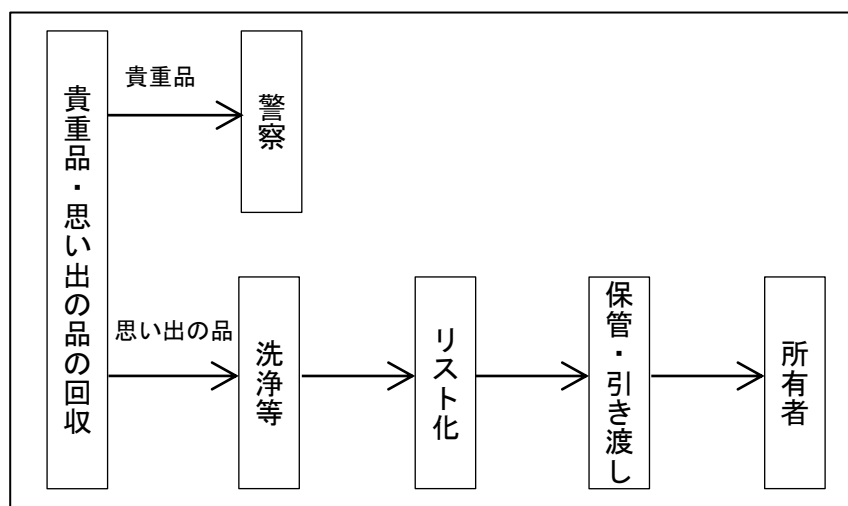 貴重品・思い出の品の回収
貴重品
警察
思い出の品
洗浄等
リスト化
保管・引き渡し
所有者